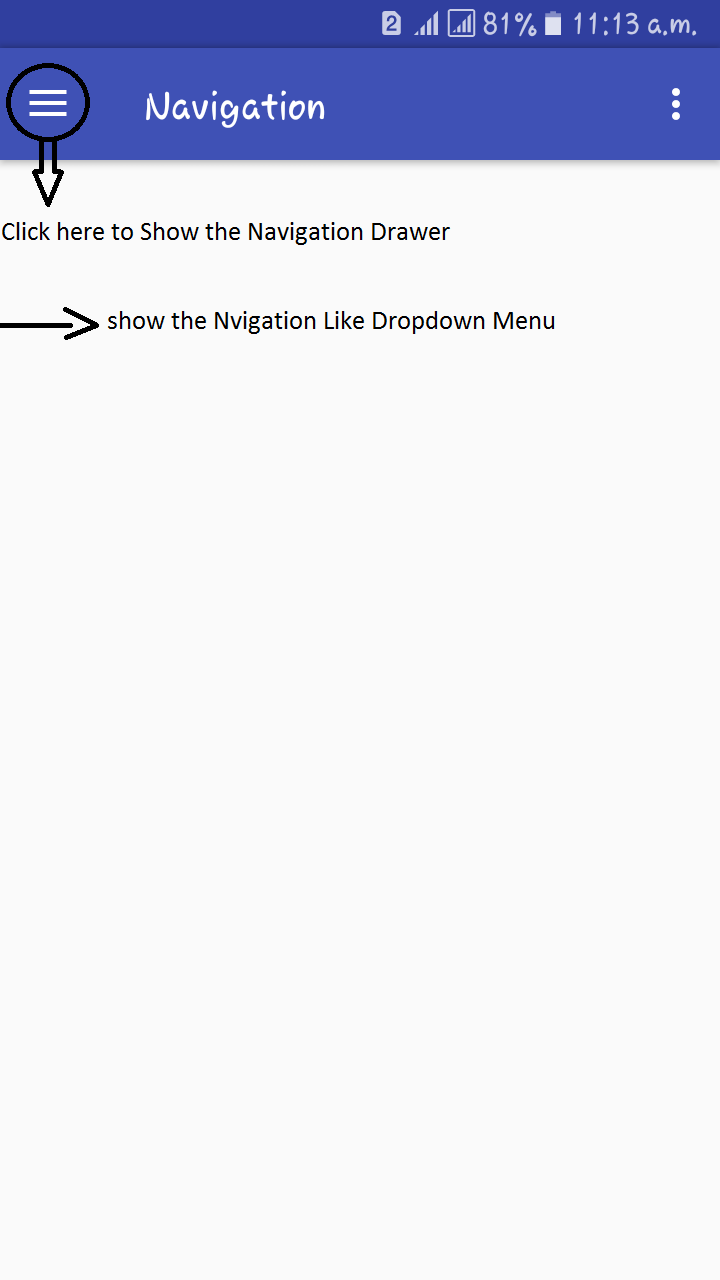 2 81% 11:13 a.m.
Navigation
Click here to Show the Navigation Drawer
show the Nvigation Like Dropdown Menu